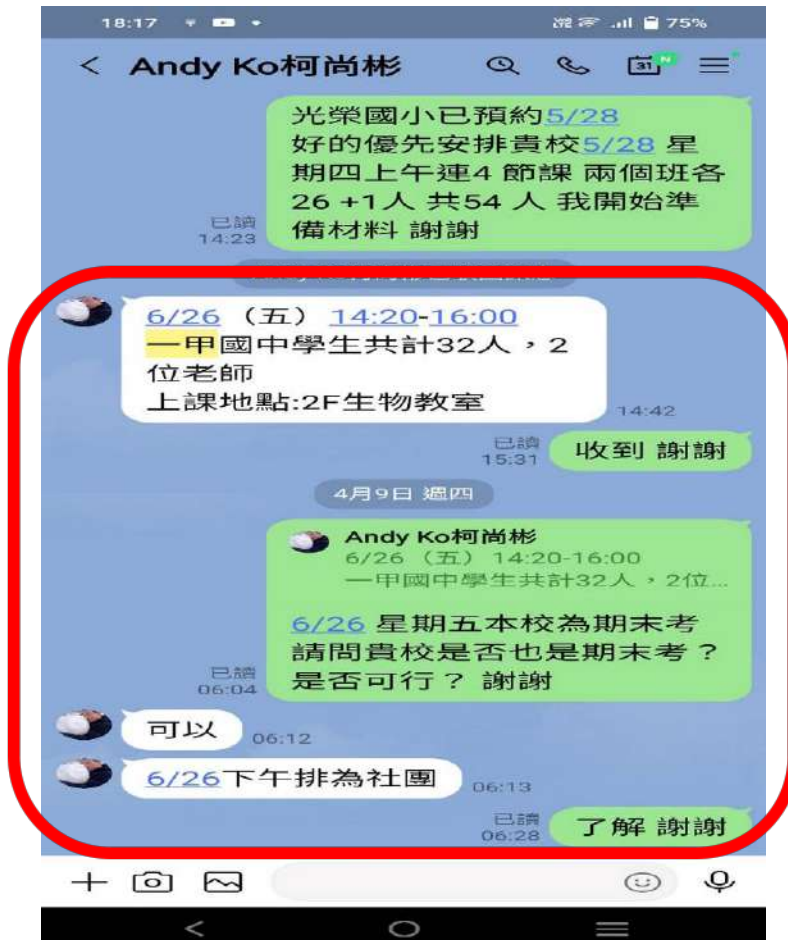 18:17
75%
< Andy Ko柯尚彬
31
N
光榮國小已預約5/28
好的優先安排貴校5/28 星
期四上午連4 節課 兩個班各
26 +1人 共54 人 我開始準
備材料 謝謝
已讀
14:23
6/26（五）14:20-16:00
一甲國中學生共計32人，2
位老師
上課地點:2F生物教室
14:42
已讀
15:31
收到 謝謝
4月9日 週四
Andy Ko柯尚彬
6/26（五）14:20-16:00
一甲國中學生共計32人，2位...
6/26 星期五本校為期末考
請問貴校是否也是期末考？
是否可行？ 謝謝
已讀
06:04
可以
06:12
6/26下午排為社團
06:13
已讀
06:28
了解 謝謝